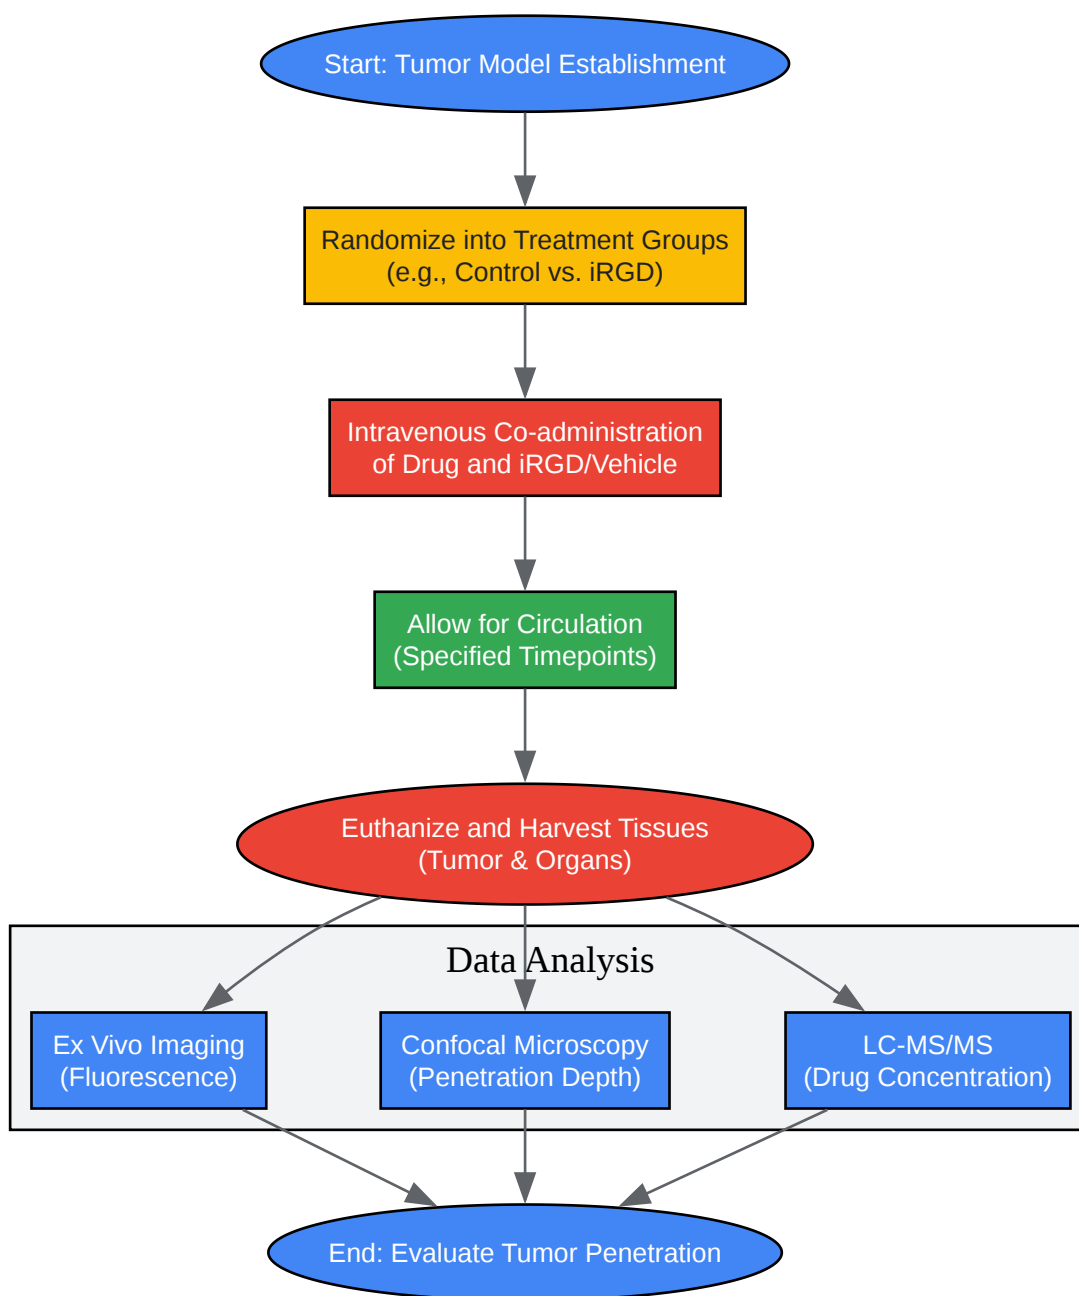 Start: Tumor Model Establishment
Randomize into Treatment Groups
(e.g., Control vs. iRGD)
Intravenous Co-administration
of Drug and iRGD/Vehicle
Allow for Circulation
(Specified Timepoints)
Euthanize and Harvest Tissues
(Tumor & Organs)
Data Analysis
Ex Vivo Imaging
(Fluorescence)
Confocal Microscopy
(Penetration Depth)
LC-MS/MS
(Drug Concentration)
End: Evaluate Tumor Penetration